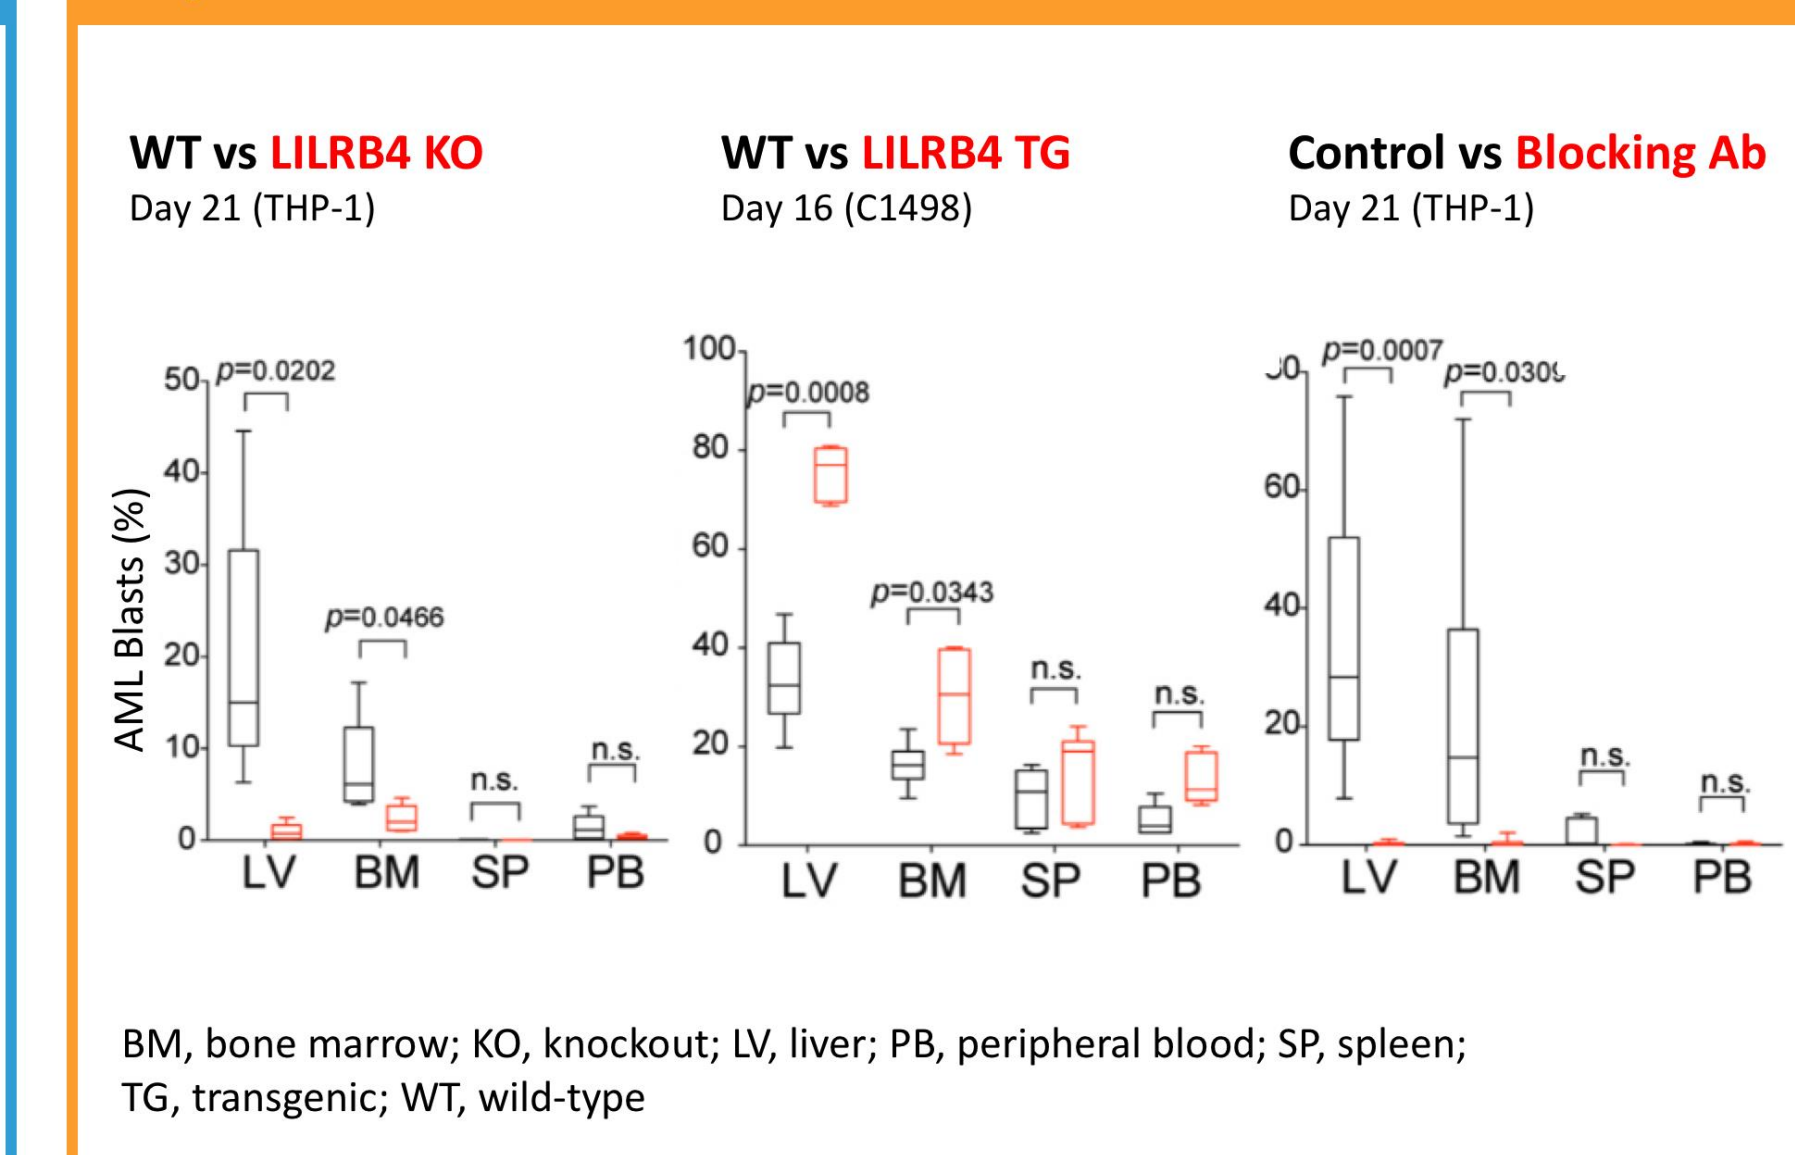 WT vs LILRB4 KO
Day 21 (THP-1)
WT vs LILRB4 TG
Day 16 (C1498)
Control vs Blocking Ab
Day 21 (THP-1)
AML Blasts (%)
50
40
30
20
10
0
p=0.0202
p=0.0466
n.s.
n.s.
LV BM SP PB
100
80
60
40
20
0
p=0.0008
p=0.0343
n.s.
n.s.
LV BM SP PB
60
40
20
0
p=0.0007
n.s.
n.s.
LV BM SP PB
BM, bone marrow; KO, knockout; LV, liver; PB, peripheral blood; SP, spleen;
TG, transgenic; WT, wild-type